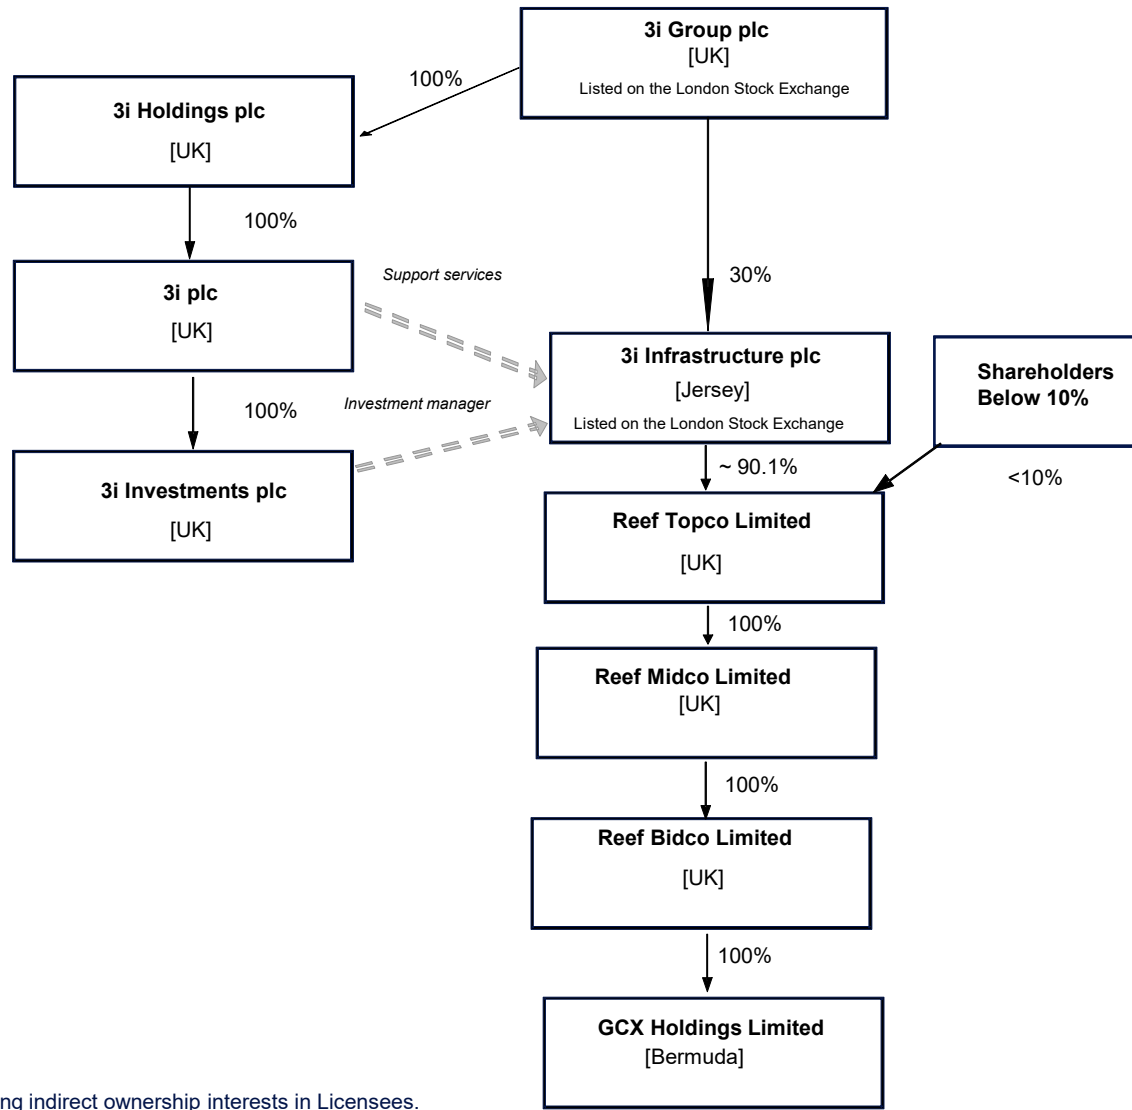 3i Group plc
[UK]
Listed on the London Stock Exchange
100%
3i Holdings plc
[UK]
100%
30%
3i plc
[UK]
Support services
100%
Investment manager
3i Infrastructure plc
[Jersey]
Listed on the London Stock Exchange
Shareholders
Below 10%
~ 90.1%
<10%
3i Investments plc
[UK]
Reef Topco Limited
[UK]
100%
Reef Midco Limited
[UK]
100%
Reef Bidco Limited
[UK]
100%
GCX Holdings Limited
[Bermuda]
indirect ownership interests in Licensees.